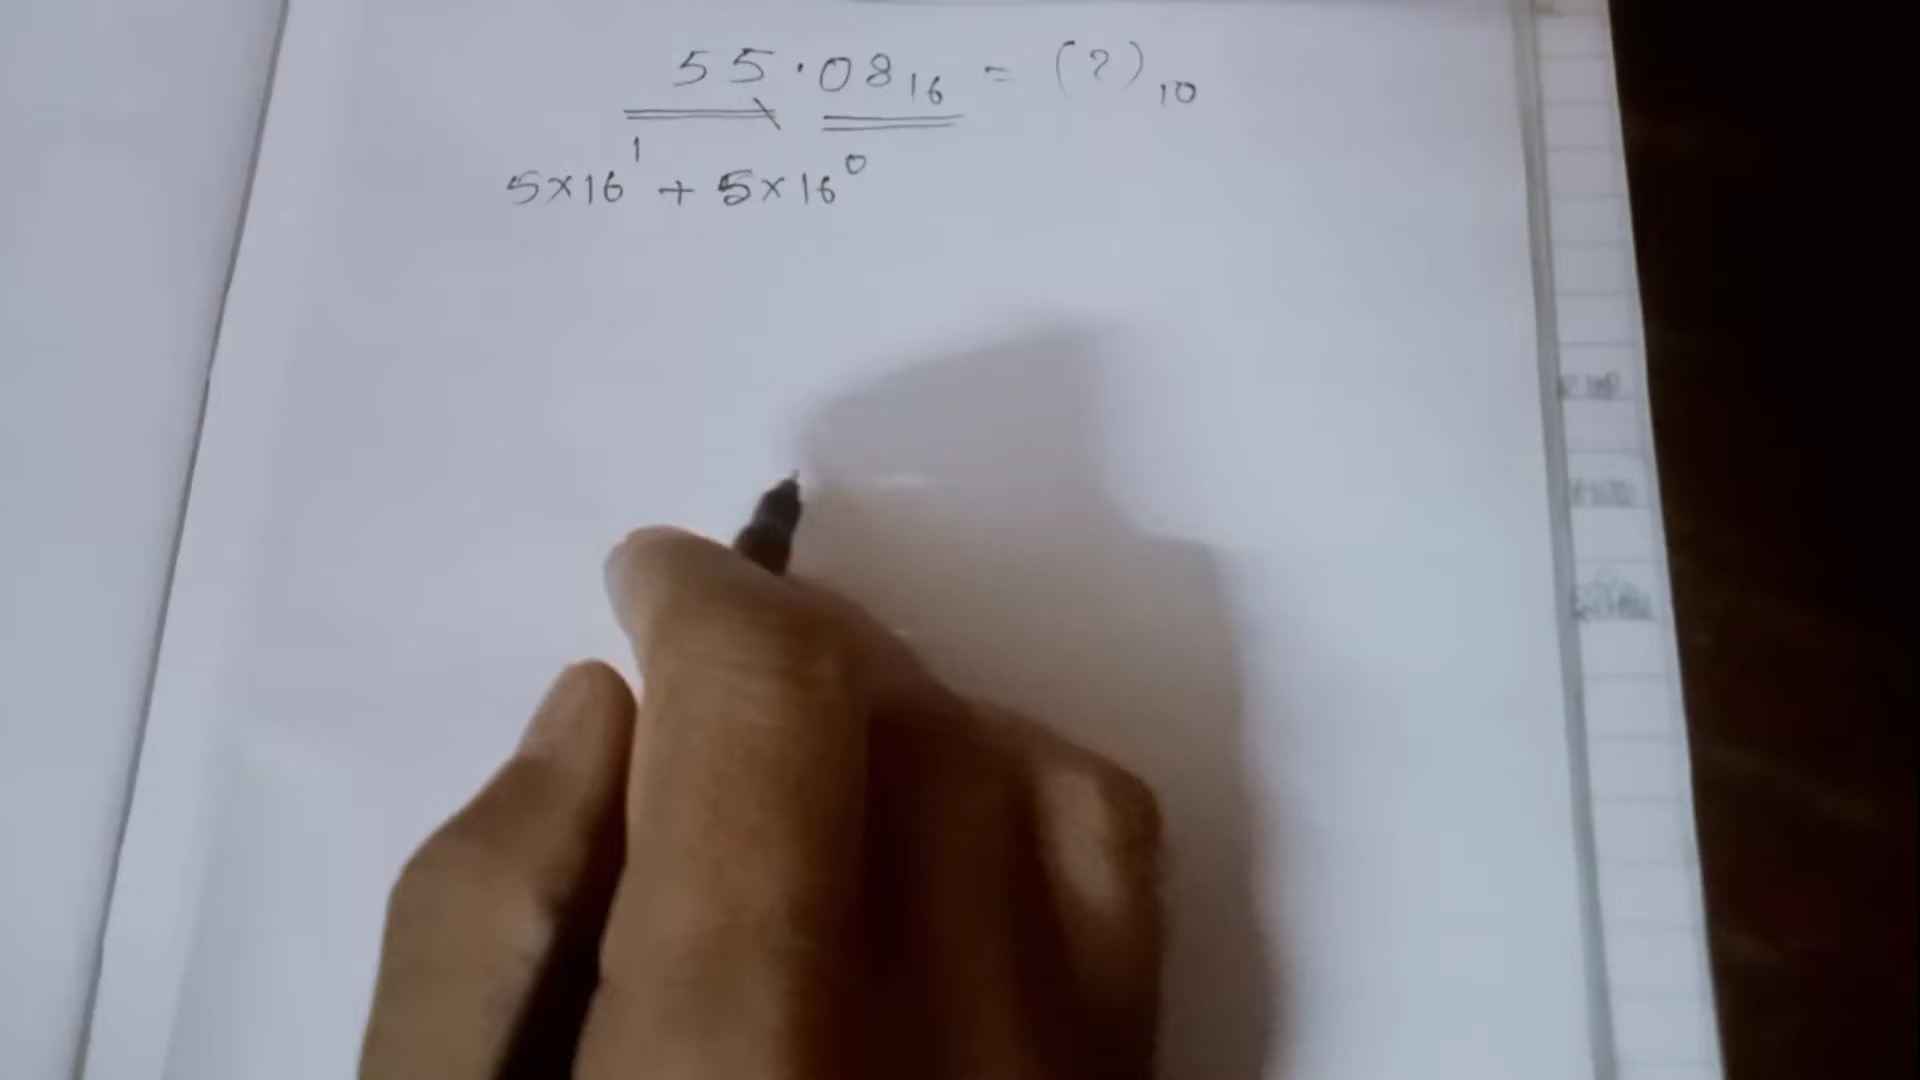 55.08₁₆ = (?)₁₀
5×16¹ + 5×16⁰